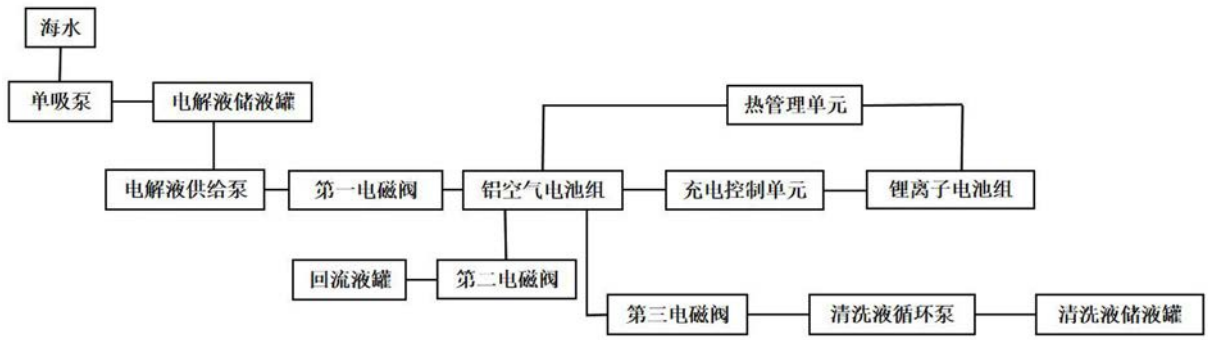 海水
单吸泵
电解液储液罐
热管理单元
电解液供给泵
第一电磁阀
铝空气电池组
充电控制单元
锂离子电池组
回流液罐
第二电磁阀
第三电磁阀
清洗液循环泵
清洗液储液罐